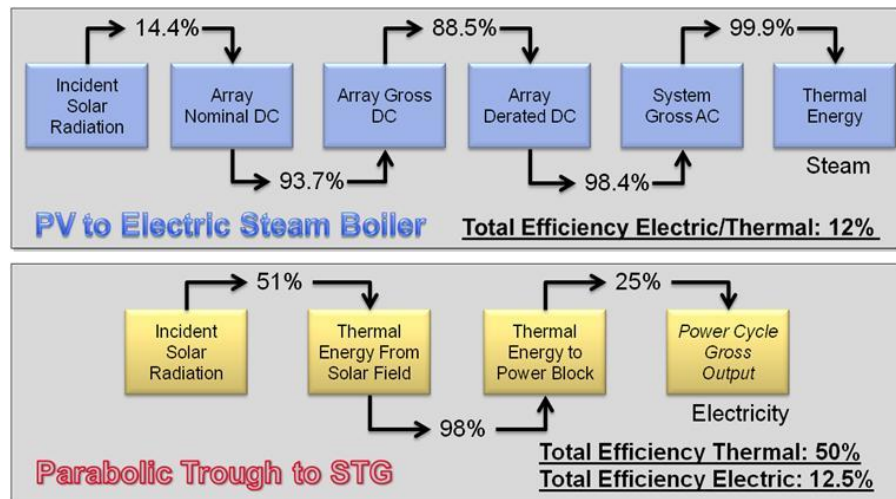 14.4%
88.5%
99.9%
Incident
Solar
Radiation
Array
Nominal DC
Array Gross
DC
Array
Derated DC
System
Gross AC
Thermal
Energy
93.7%
98.4%
Steam
PV to Electric Steam Boiler
Total Efficiency Electric/Thermal: 12%
51%
25%
Incident
Solar
Radiation
Thermal
Energy From
Solar Field
Thermal
Energy to
Power Block
Power Cycle
Gross
Output
98%
Electricity
Parabolic Trough to STG
Total Efficiency Thermal: 50%
Total Efficiency Electric: 12.5%